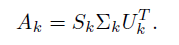 A_k = S_k Σ_k U_k^T.